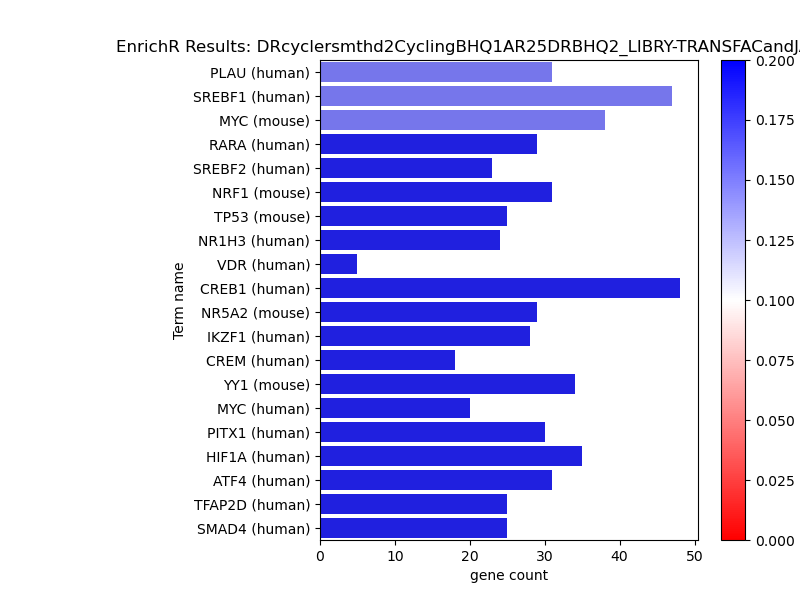 EnrichR Results: DRcyclersmthd2CyclingBHQ1AR25DRBHQ2_LIBRY-TRANSFACandJ
PLAU (human)
SREBF1 (human)
MYC (mouse)
RARA (human)
SREBF2 (human)
NRF1 (mouse)
TP53 (mouse)
NR1H3 (human)
VDR (human)
CREB1 (human)
NR5A2 (mouse)
IKZF1 (human)
CREM (human)
YY1 (mouse)
MYC (human)
PITX1 (human)
HIF1A (human)
ATF4 (human)
TFAP2D (human)
SMAD4 (human)
Term name
0 10 20 30 40 50
gene count
0.200
0.175
0.150
0.125
0.100
0.075
0.050
0.025
0.000